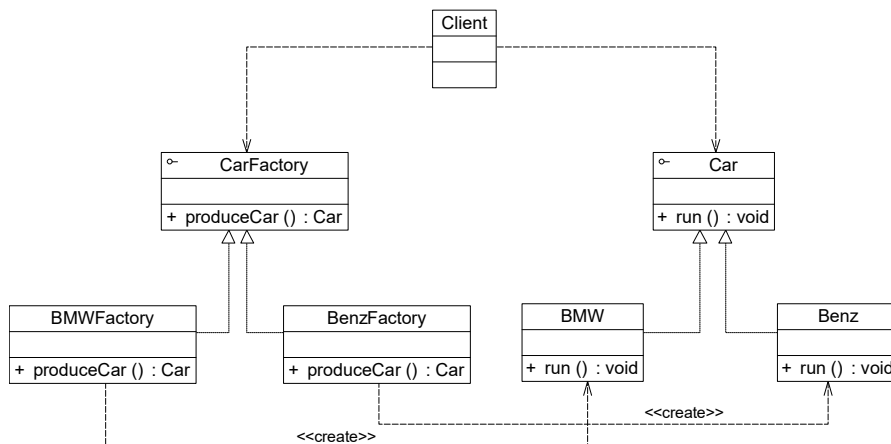 Client
CarFactory
+ produceCar () : Car
Car
+ run () : void
BMWFactory
+ produceCar () : Car
BenzFactory
+ produceCar () : Car
BMW
+ run () : void
Benz
+ run () : void
<<create>>
<<create>>